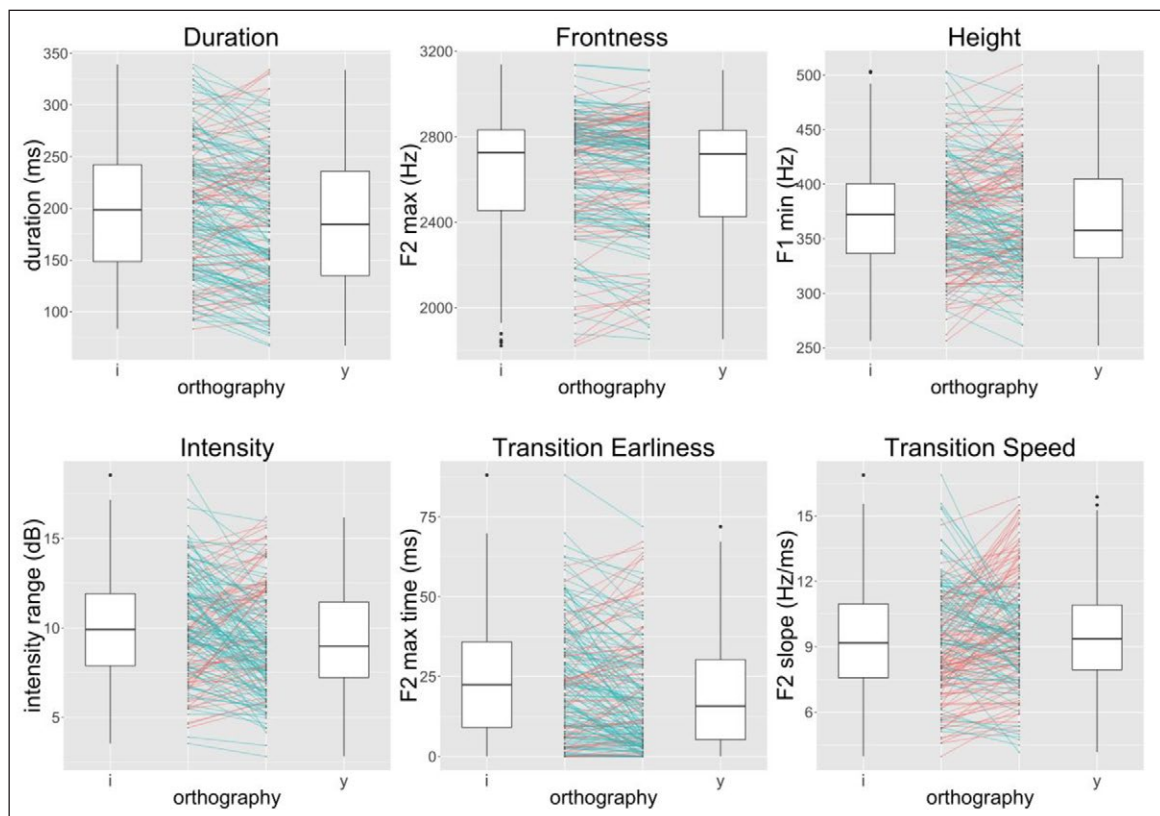 Duration
Frontness
Height
duration (ms)
350
300
250
200
150
100
i
y
orthography
F2 max (Hz)
3200
2800
2400
2000
i
y
orthography
F1 min (Hz)
500
450
400
350
300
250
i
y
orthography
Intensity
Transition Earliness
Transition Speed
intensity range (dB)
15
10
5
i
y
orthography
F2 max time (ms)
75
50
25
0
i
y
orthography
F2 slope (Hz/ms)
15
12
9
6
i
y
orthography